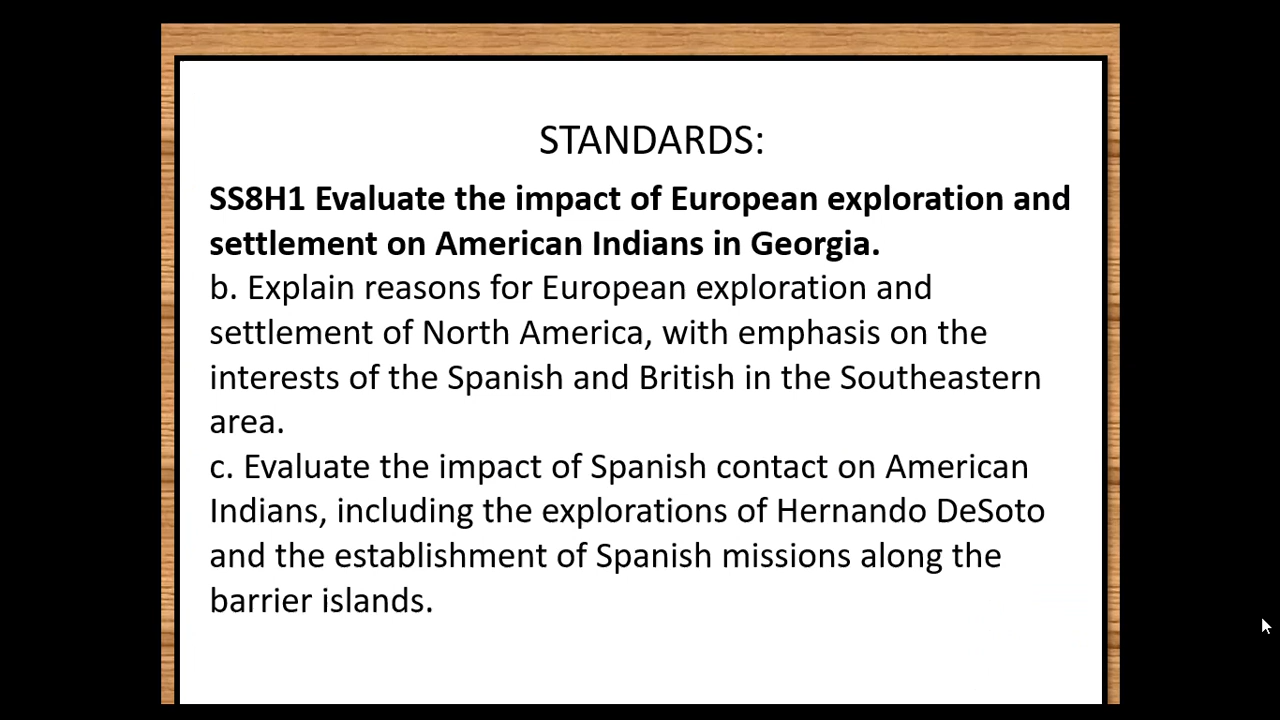 STANDARDS:
SS8H1 Evaluate the impact of European exploration and
settlement on American Indians in Georgia.
b. Explain reasons for European exploration and
settlement of North America, with emphasis on the
interests of the Spanish and British in the Southeastern
area.
c. Evaluate the impact of Spanish contact on American
Indians, including the explorations of Hernando DeSoto
and the establishment of Spanish missions along the
barrier islands.